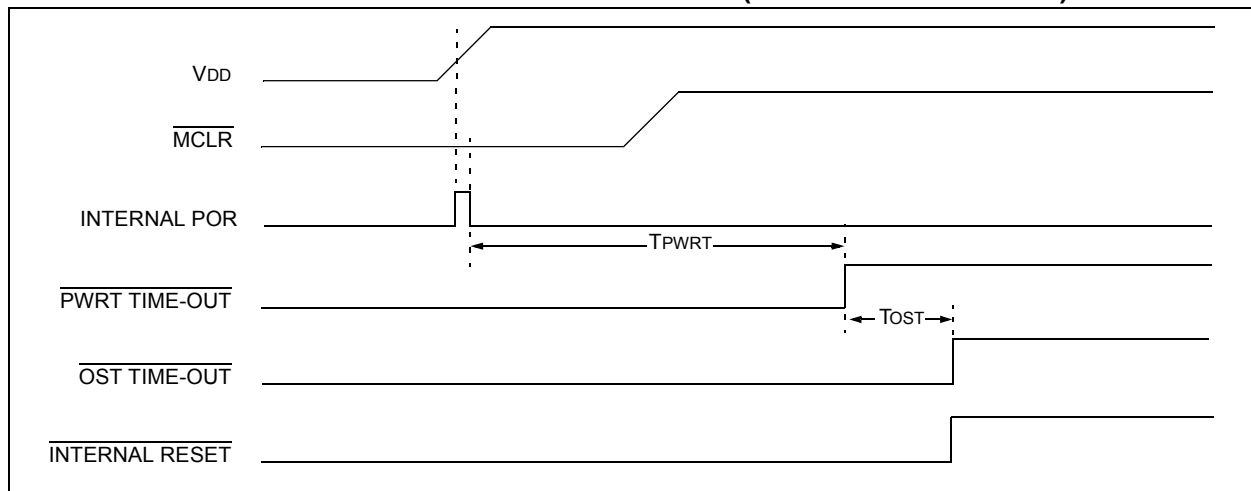 VDD
MCLR
INTERNAL POR
TPWRT
PWRT TIME-OUT
TOST
OST TIME-OUT
INTERNAL RESET